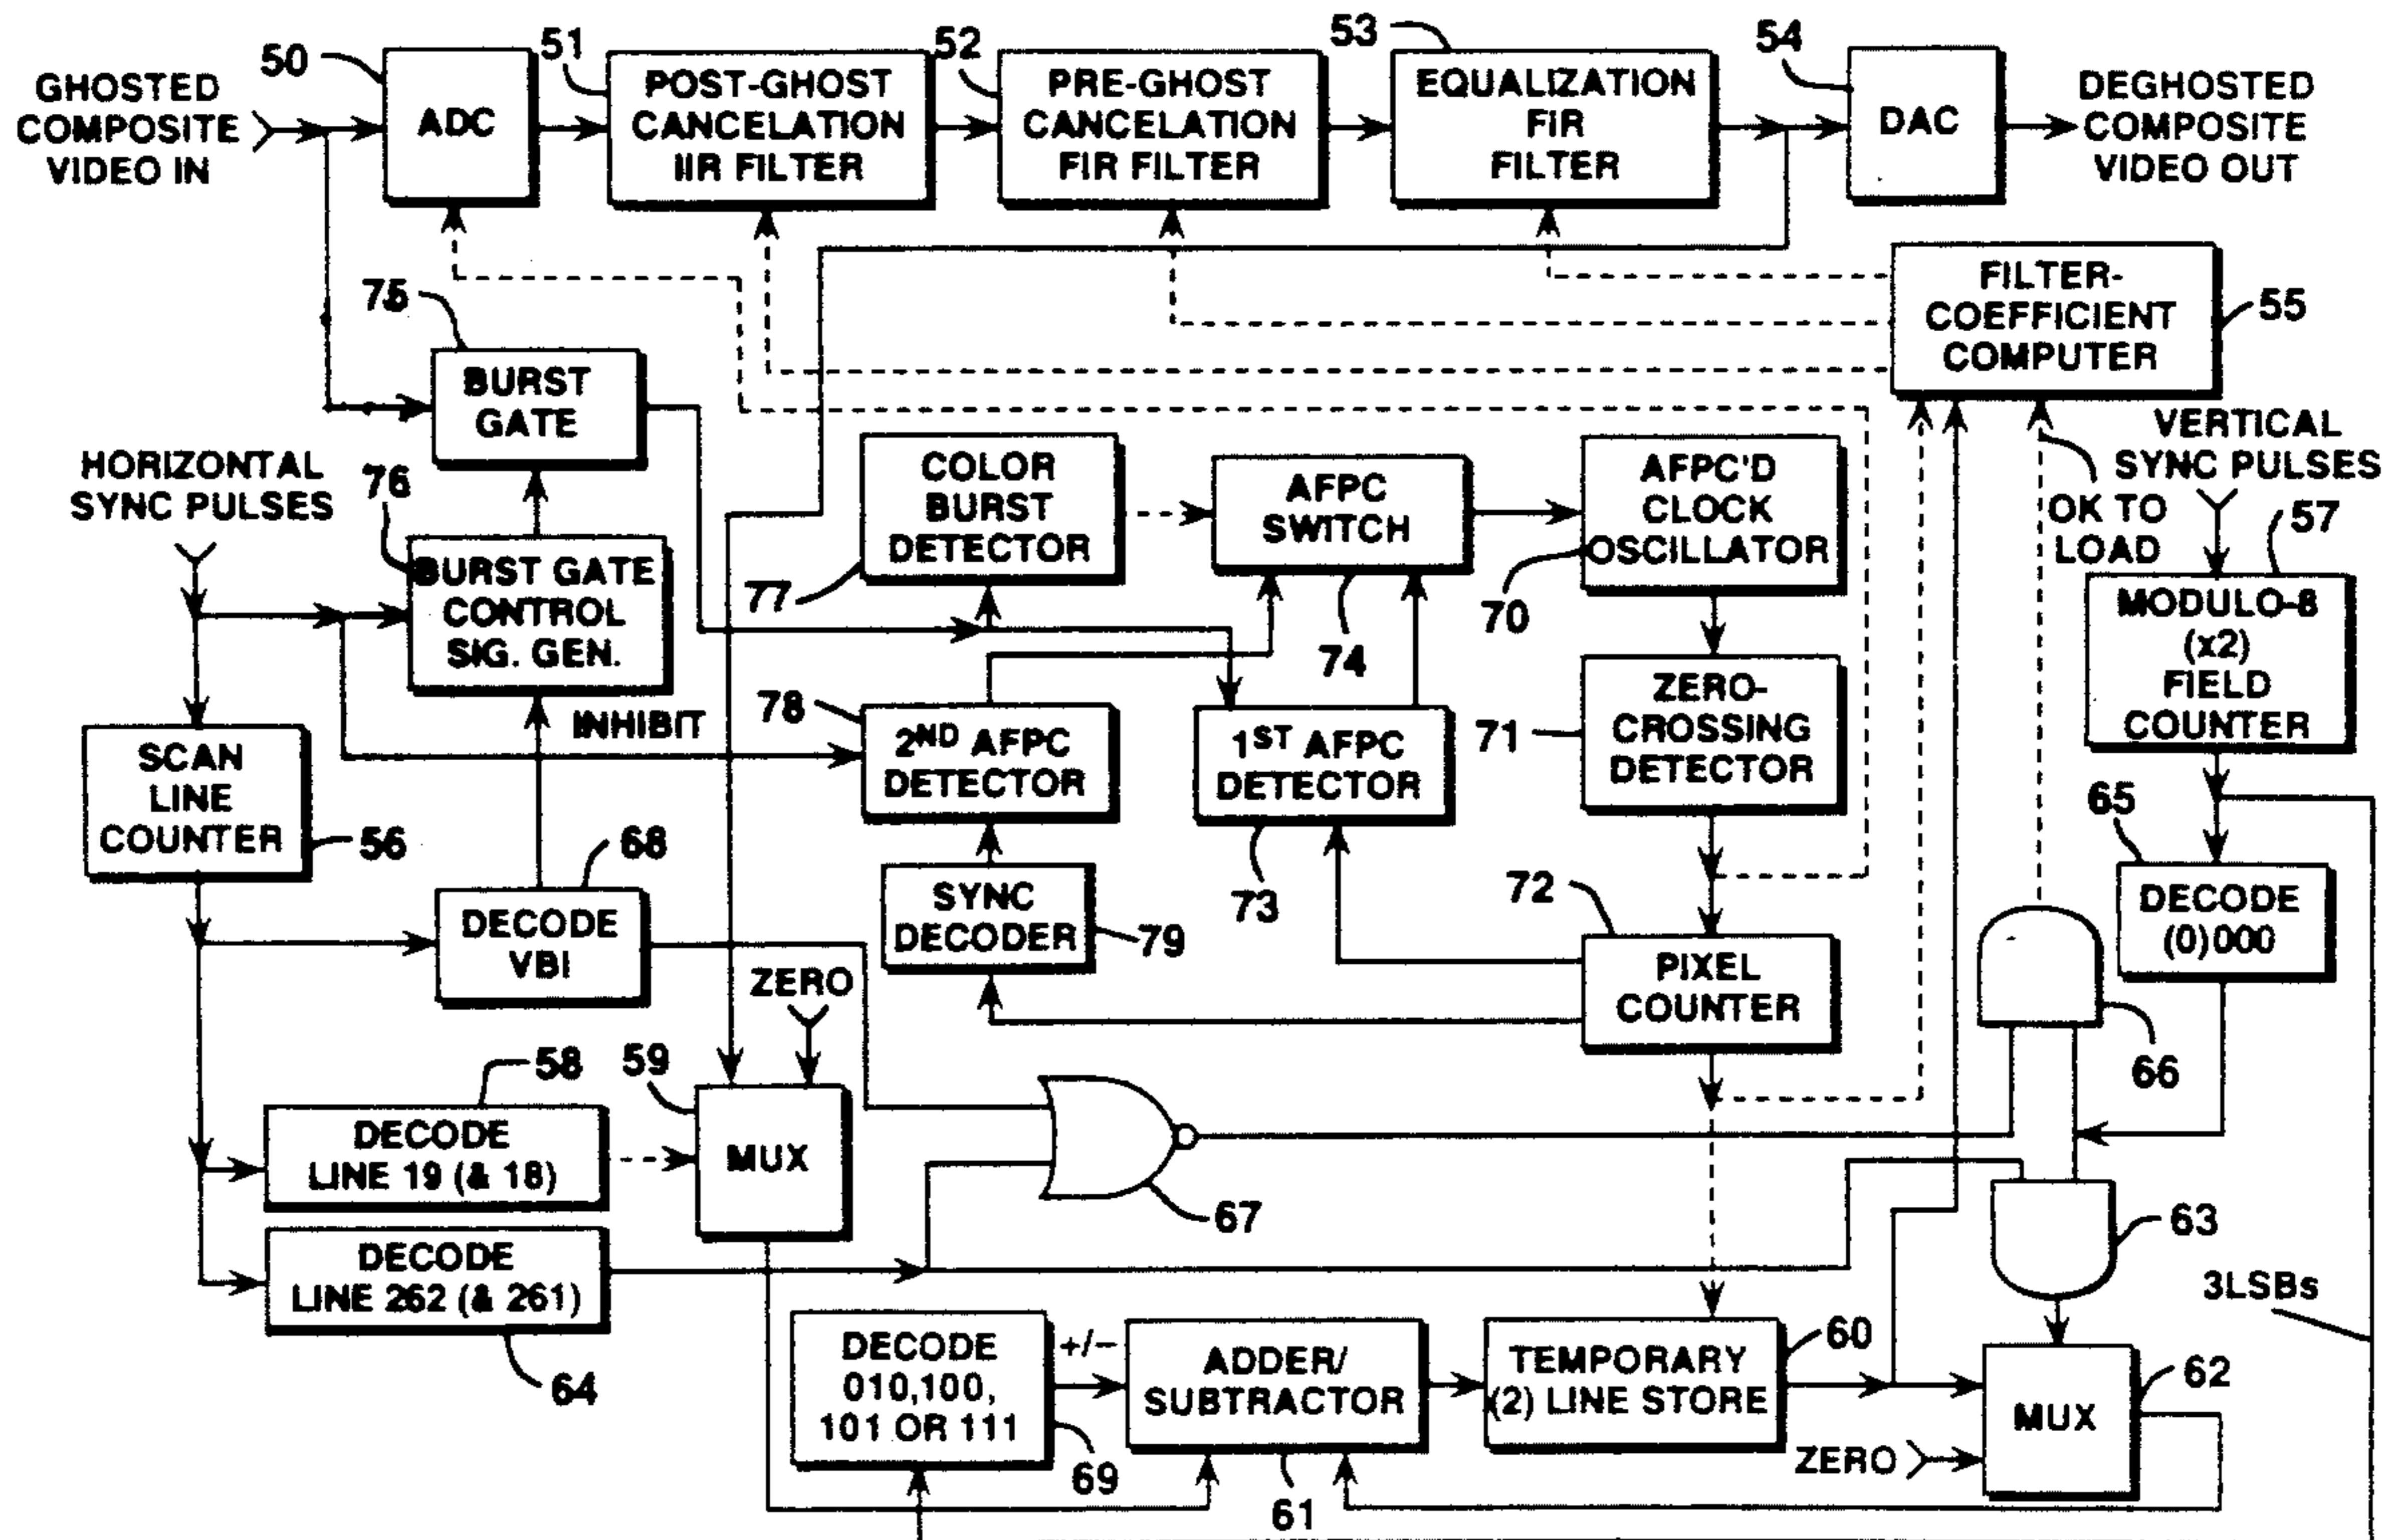 50
51
52
53
54
GHOSTED
COMPOSITE
VIDEO IN
ADC
POST-GHOST
CANCELATION
IIR FILTER
PRE-GHOST
CANCELATION
FIR FILTER
EQUALIZATION
FIR
FILTER
DAC
DEGHOSTED
COMPOSITE
VIDEO OUT
FILTER-
COEFFICIENT
COMPUTER
55
75
BURST
GATE
HORIZONTAL
SYNC PULSES
76
BURST GATE
CONTROL
SIG. GEN.
INHIBIT
COLOR
BURST
DETECTOR
77
AFPC
SWITCH
74
AFPC'D
CLOCK
OSCILLATOR
70
VERTICAL
SYNC PULSES
OK TO
LOAD
57
MODULO-8
(x2)
FIELD
COUNTER
SCAN
LINE
COUNTER
56
78
2ND AFPC
DETECTOR
1ST AFPC
DETECTOR
73
ZERO-
CROSSING
DETECTOR
71
65
DECODE
(0)000
68
DECODE
VBI
SYNC
DECODER
79
72
PIXEL
COUNTER
66
ZERO
58
DECODE
LINE 19 (& 18)
59
MUX
67
63
DECODE
LINE 262 (& 261)
64
3LSBs
DECODE
010,100,
101 OR 111
69
+/–
ADDER/
SUBTRACTOR
61
TEMPORARY
(2) LINE STORE
60
ZERO
MUX
62